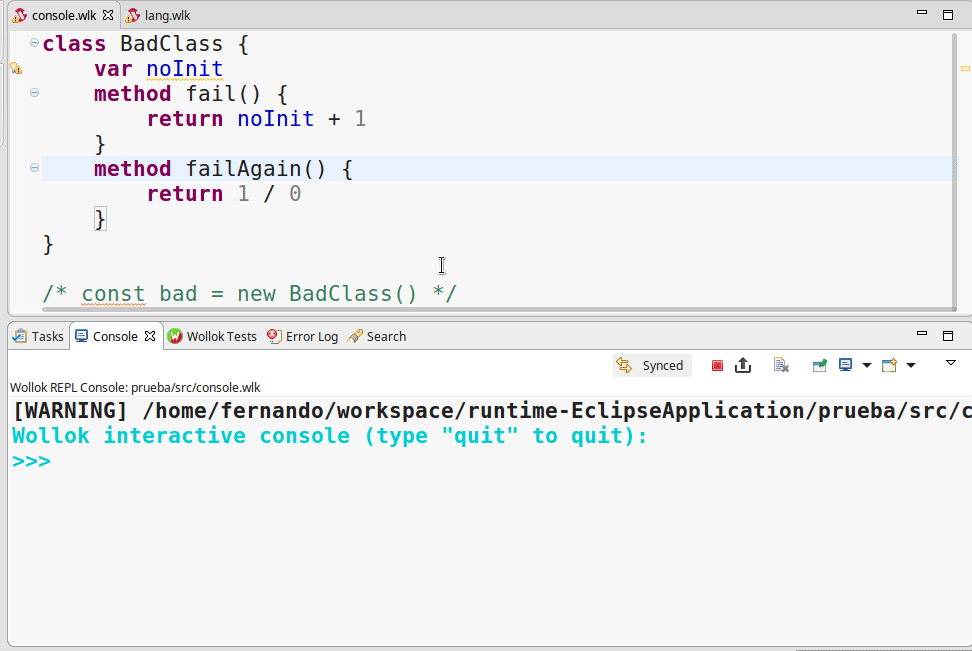 console.wlk lang.wlk
class BadClass {
var noInit
method fail() {
return noInit + 1
}
method failAgain() {
return 1 / 0
}
}
/* const bad = new BadClass() */
Tasks Console Wollok Tests Error Log Search
Synced
Wollok REPL Console: prueba/src/console.wlk
[WARNING] /home/fernando/workspace/runtime-EclipseApplication/prueba/src/c
Wollok interactive console (type "quit" to quit):
>>>